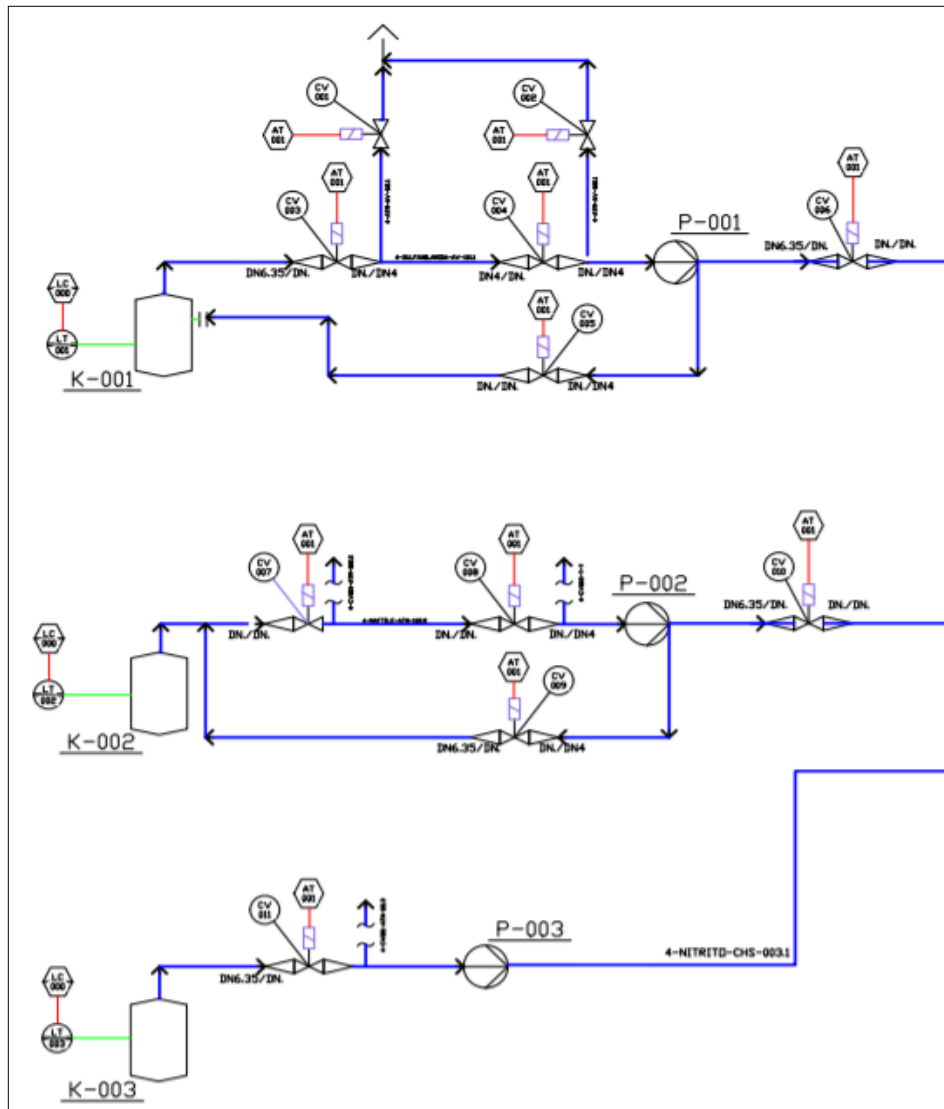 CV
001
CV
002
AT
001
AT
001
AT
001
AT
001
AT
001
CV
003
CV
004
P-001
CV
006
DN6.35/DN.
DN./DN4
DN4/DN.
DN./DN4
DN6.35/DN.
DN./DN.
LC
000
AT
001
CV
005
LT
001
K-001
DN./DN.
DN./DN4
AT
001
AT
001
AT
001
CV
007
CV
008
P-002
CV
010
DN./DN.
DN./DN.
DN./DN4
DN6.35/DN.
DN./DN.
LC
000
AT
001
CV
009
LT
002
K-002
DN6.35/DN.
DN./DN4
AT
001
CV
011
P-003
4-NITRITO-CHS-003.1
DN6.35/DN.
LC
000
LT
003
K-003